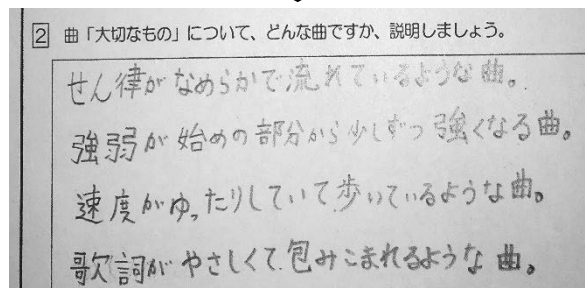 2 曲「大切なもの」について、どんな曲ですか、説明しましょう。
せん律がなめらかで流れているような曲。
強弱が始めの部分から少しずつ強くなる曲。
速度がゆったりしていて歩いているような曲。
歌詞がやさしくて包みこまれるような曲。